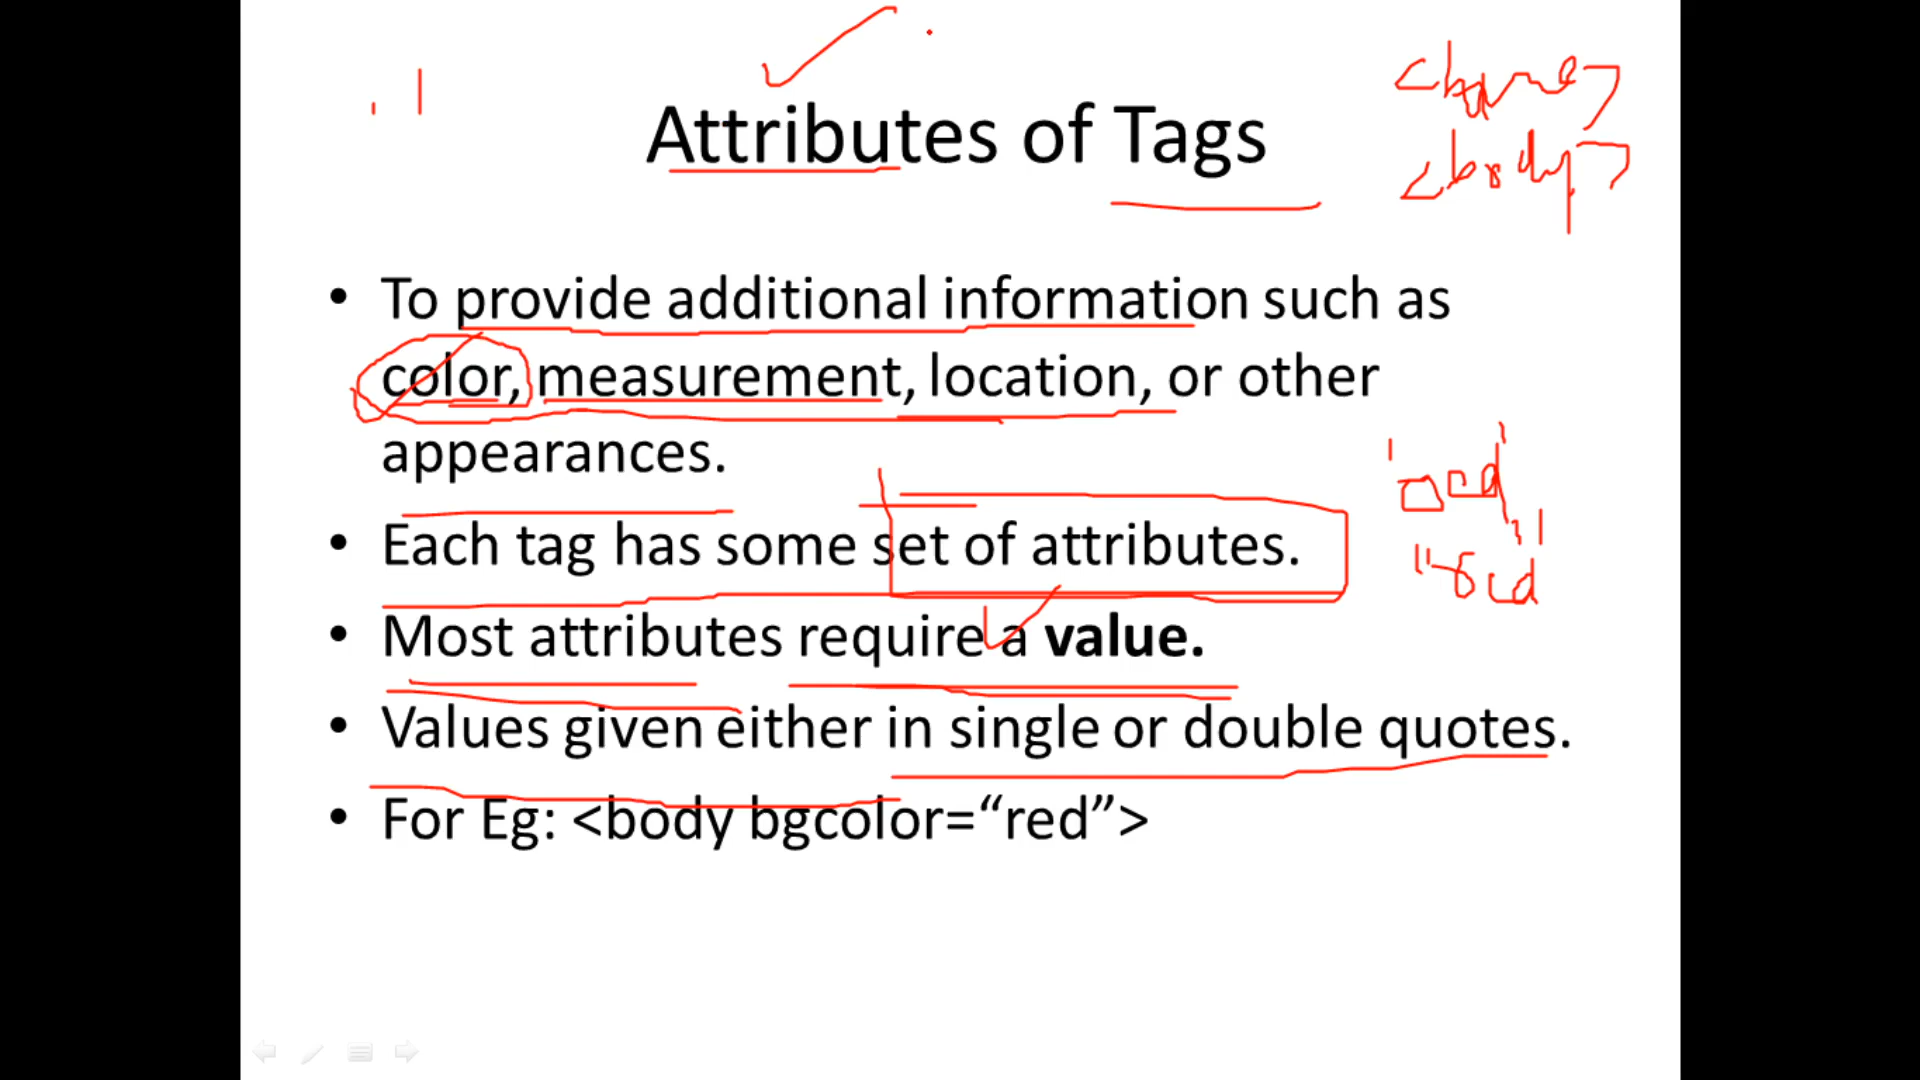 Attributes of Tags
<body>
• To provide additional information such as
color, measurement, location, or other
appearances.
• Each tag has some set of attributes.
• Most attributes require a value.
• Values given either in single or double quotes.
"red
• For Eg: <body bgcolor=“red”>